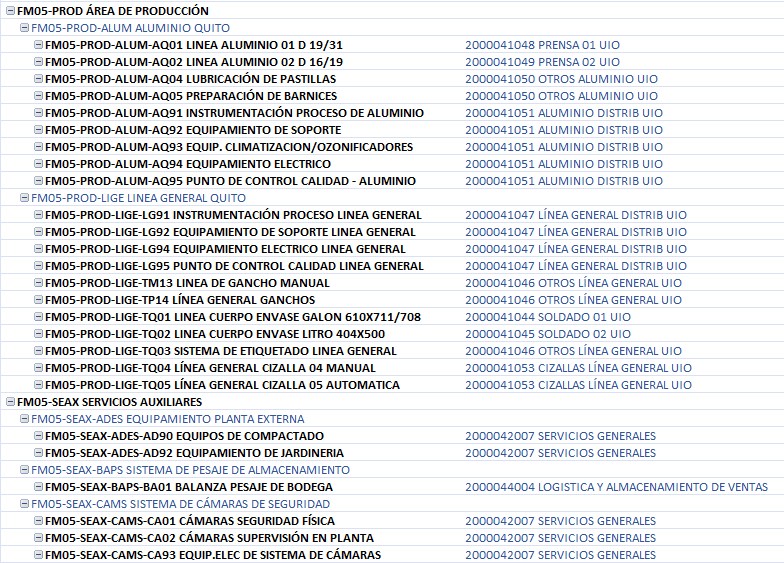 FM05-PROD ÁREA DE PRODUCCIÓN
FM05-PROD-ALUM ALUMINIO QUITO
FM05-PROD-ALUM-AQ01 LINEA ALUMINIO 01 D 19/31 2000041048 PRENSA 01 UIO
FM05-PROD-ALUM-AQ02 LINEA ALUMINIO 02 D 16/19 2000041049 PRENSA 02 UIO
FM05-PROD-ALUM-AQ04 LUBRICACIÓN DE PASTILLAS 2000041050 OTROS ALUMINIO UIO
FM05-PROD-ALUM-AQ05 PREPARACIÓN DE BARNICES 2000041050 OTROS ALUMINIO UIO
FM05-PROD-ALUM-AQ91 INSTRUMENTACIÓN PROCESO DE ALUMINIO 2000041051 ALUMINIO DISTRIB UIO
FM05-PROD-ALUM-AQ92 EQUIPAMIENTO DE SOPORTE 2000041051 ALUMINIO DISTRIB UIO
FM05-PROD-ALUM-AQ93 EQUIP. CLIMATIZACION/OZONIFICADORES 2000041051 ALUMINIO DISTRIB UIO
FM05-PROD-ALUM-AQ94 EQUIPAMIENTO ELECTRICO 2000041051 ALUMINIO DISTRIB UIO
FM05-PROD-ALUM-AQ95 PUNTO DE CONTROL CALIDAD - ALUMINIO 2000041051 ALUMINIO DISTRIB UIO
FM05-PROD-LIGE LINEA GENERAL QUITO
FM05-PROD-LIGE-LG91 INSTRUMENTACIÓN PROCESO LINEA GENERAL 2000041047 LÍNEA GENERAL DISTRIB UIO
FM05-PROD-LIGE-LG92 EQUIPAMIENTO DE SOPORTE LINEA GENERAL 2000041047 LÍNEA GENERAL DISTRIB UIO
FM05-PROD-LIGE-LG94 EQUIPAMIENTO ELECTRICO LINEA GENERAL 2000041047 LÍNEA GENERAL DISTRIB UIO
FM05-PROD-LIGE-LG95 PUNTO DE CONTROL CALIDAD LINEA GENERAL 2000041047 LÍNEA GENERAL DISTRIB UIO
FM05-PROD-LIGE-TM13 LINEA DE GANCHO MANUAL 2000041046 OTROS LÍNEA GENERAL UIO
FM05-PROD-LIGE-TP14 LÍNEA GENERAL GANCHOS 2000041046 OTROS LÍNEA GENERAL UIO
FM05-PROD-LIGE-TQ01 LINEA CUERPO ENVASE GALON 610X711/708 2000041044 SOLDADO 01 UIO
FM05-PROD-LIGE-TQ02 LINEA CUERPO ENVASE LITRO 404X500 2000041045 SOLDADO 02 UIO
FM05-PROD-LIGE-TQ03 SISTEMA DE ETIQUETADO LINEA GENERAL 2000041046 OTROS LÍNEA GENERAL UIO
FM05-PROD-LIGE-TQ04 LÍNEA GENERAL CIZALLA 04 MANUAL 2000041053 CIZALLAS LÍNEA GENERAL UIO
FM05-PROD-LIGE-TQ05 LÍNEA GENERAL CIZALLA 05 AUTOMATICA 2000041053 CIZALLAS LÍNEA GENERAL UIO
FM05-SEAX SERVICIOS AUXILIARES
FM05-SEAX-ADES EQUIPAMIENTO PLANTA EXTERNA
FM05-SEAX-ADES-AD90 EQUIPOS DE COMPACTADO 2000042007 SERVICIOS GENERALES
FM05-SEAX-ADES-AD92 EQUIPAMIENTO DE JARDINERIA 2000042007 SERVICIOS GENERALES
FM05-SEAX-BAPS SISTEMA DE PESAJE DE ALMACENAMIENTO
FM05-SEAX-BAPS-BA01 BALANZA PESAJE DE BODEGA 2000044004 LOGISTICA Y ALMACENAMIENTO DE VENTAS
FM05-SEAX-CAMS SISTEMA DE CÁMARAS DE SEGURIDAD
FM05-SEAX-CAMS-CA01 CÁMARAS SEGURIDAD FÍSICA 2000042007 SERVICIOS GENERALES
FM05-SEAX-CAMS-CA02 CÁMARAS SUPERVISIÓN EN PLANTA 2000042007 SERVICIOS GENERALES
FM05-SEAX-CAMS-CA93 EQUIP.ELEC DE SISTEMA DE CÁMARAS 2000042007 SERVICIOS GENERALES